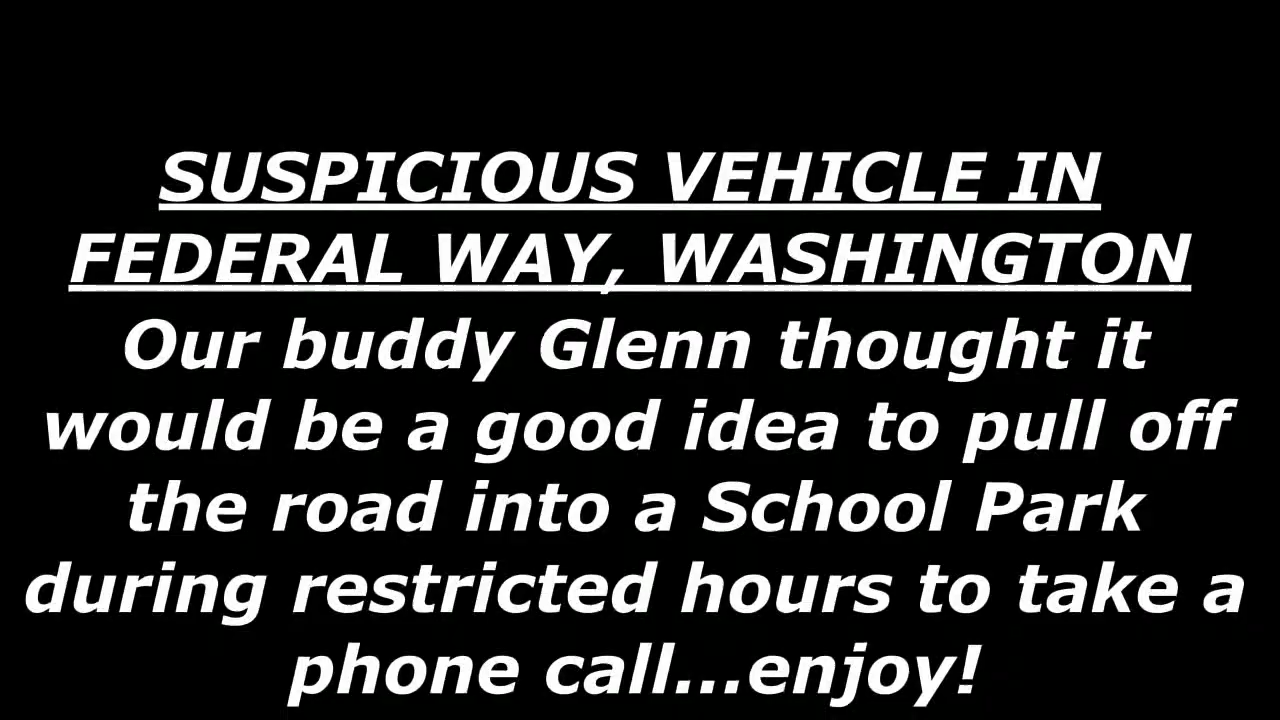 SUSPICIOUS VEHICLE IN
FEDERAL WAY, WASHINGTON
Our buddy Glenn thought it
would be a good idea to pull off
the road into a School Park
during restricted hours to take a
phone call...enjoy!